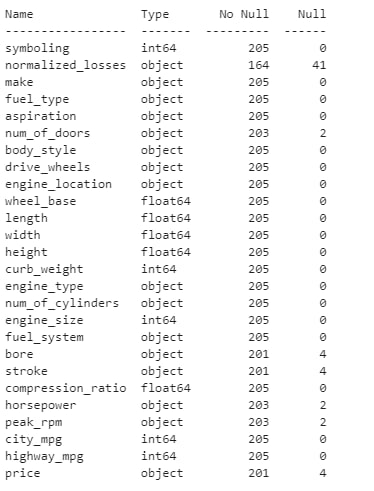 Name Type No Null Null
----------------- ------- --------- ------
symboling int64 205 0
normalized_losses object 164 41
make object 205 0
fuel_type object 205 0
aspiration object 205 0
num_of_doors object 203 2
body_style object 205 0
drive_wheels object 205 0
engine_location object 205 0
wheel_base float64 205 0
length float64 205 0
width float64 205 0
height float64 205 0
curb_weight int64 205 0
engine_type object 205 0
num_of_cylinders object 205 0
engine_size int64 205 0
fuel_system object 205 0
bore object 201 4
stroke object 201 4
compression_ratio float64 205 0
horsepower object 203 2
peak_rpm object 203 2
city_mpg int64 205 0
highway_mpg int64 205 0
price object 201 4